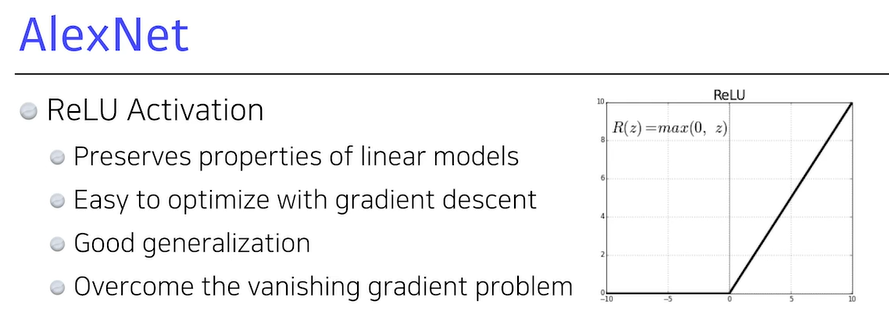 AlexNet
ReLU Activation
Preserves properties of linear models
Easy to optimize with gradient descent
Good generalization
Overcome the vanishing gradient problem
ReLU
R(z)=max(0, z)
10
8
6
4
2
0
-10
-5
0
5
10